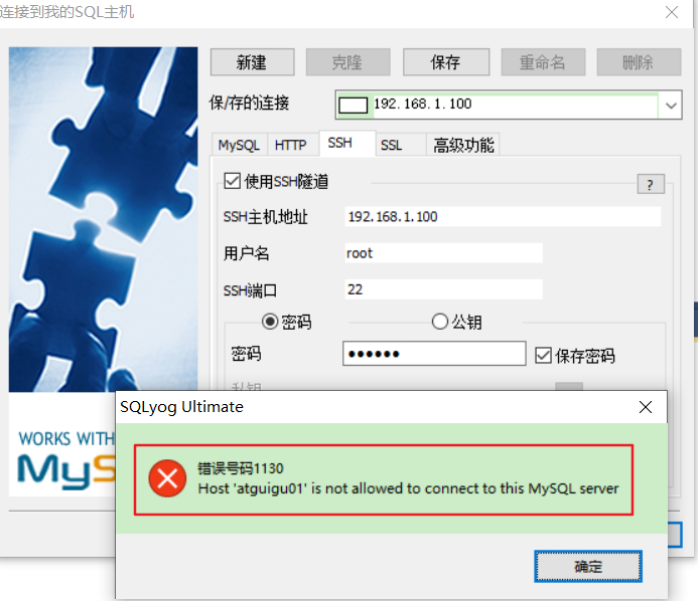 连接到我的SQL主机
新建 克隆 保存 重命名 删除
保/存的连接 192.168.1.100
MySQL HTTP SSH SSL 高级功能
使用SSH隧道 ?
SSH主机地址 192.168.1.100
用户名 root
SSH端口 22
密码 公钥
密码 •••••• 保存密码
私钥
WORKS WITH
MyS
SQLyog Ultimate
错误号码1130
Host 'atguigu01' is not allowed to connect to this MySQL server
确定